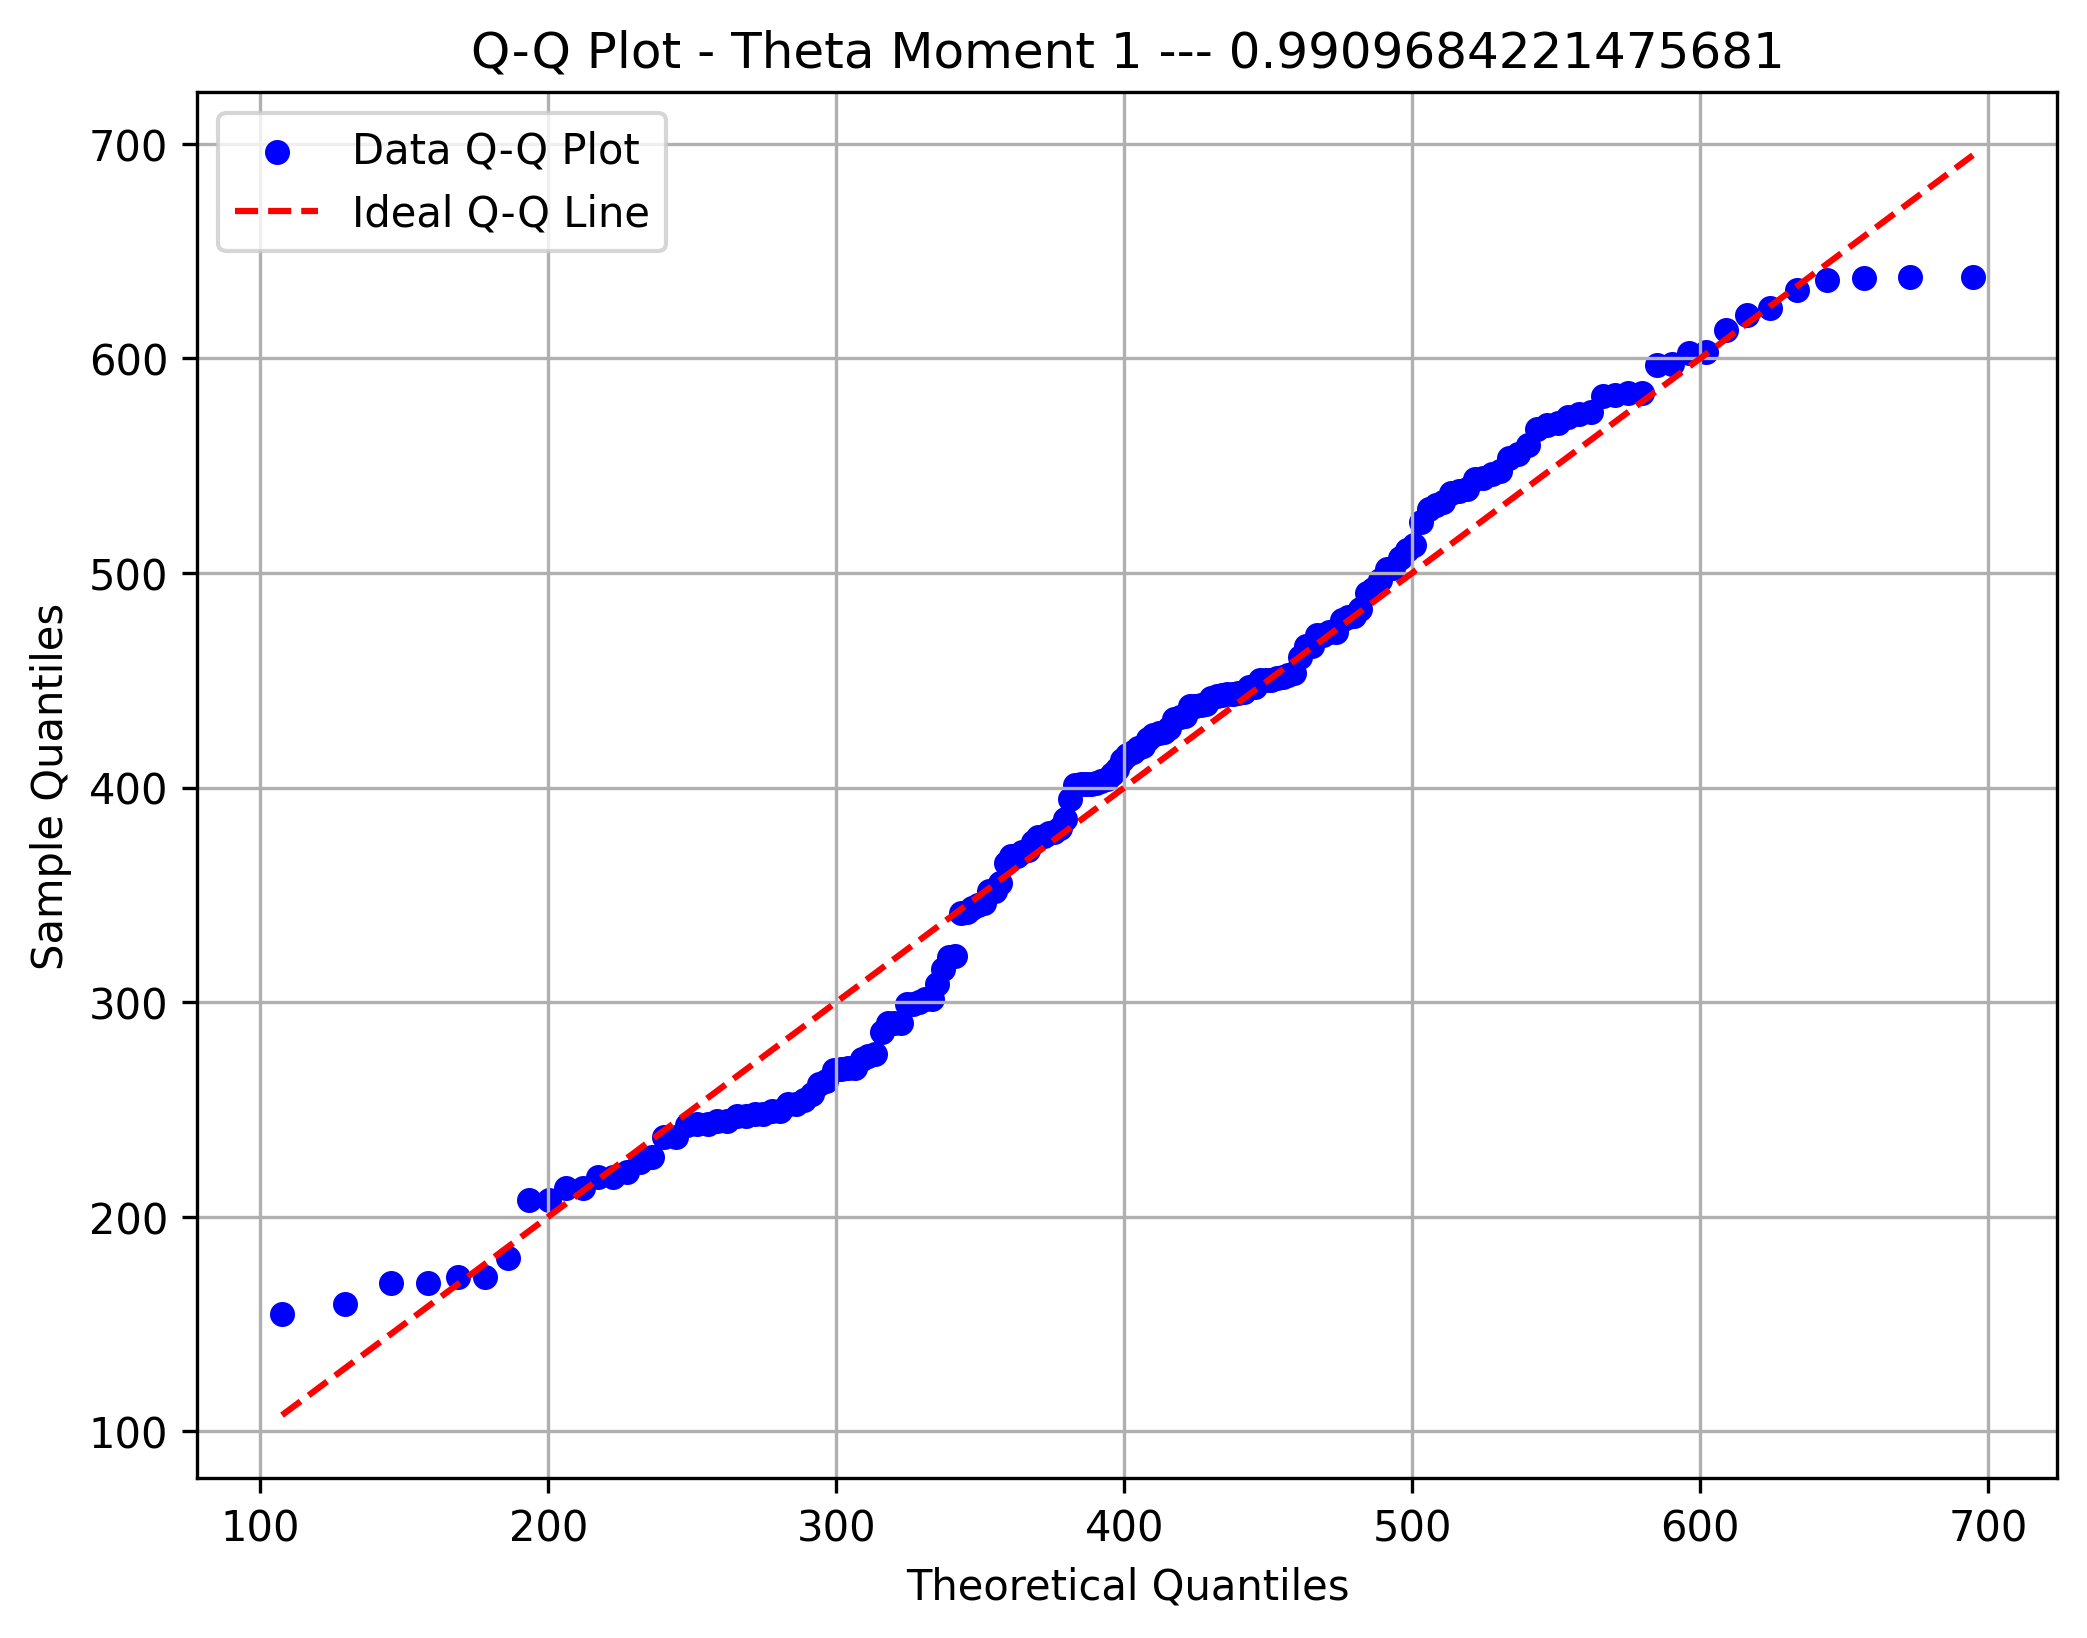 Q-Q Plot - Theta Moment 1 --- 0.9909684221475681
Data Q-Q Plot
Ideal Q-Q Line
700
600
500
400
300
200
100
Sample Quantiles
100 200 300 400 500 600 700
Theoretical Quantiles